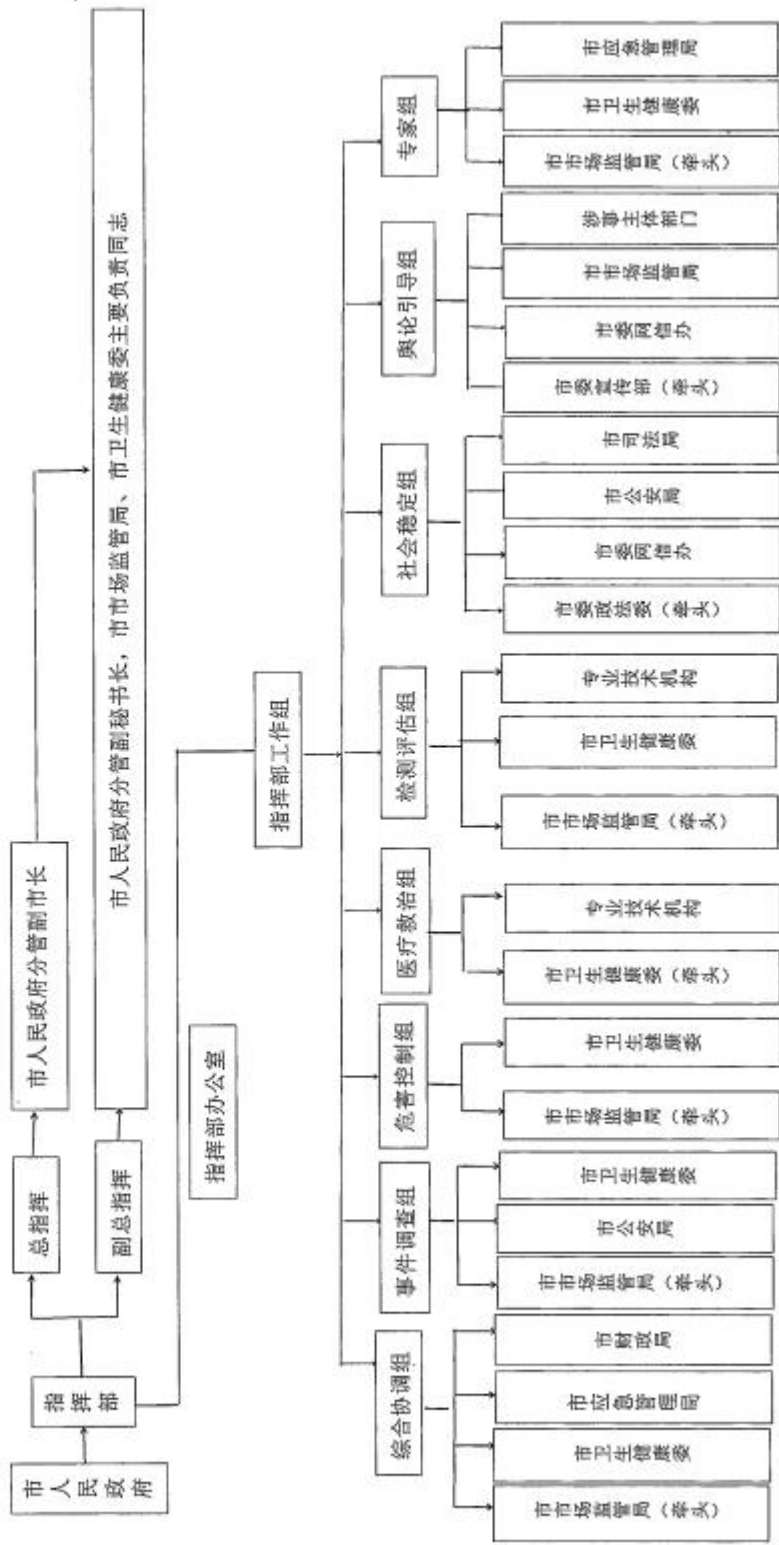 市人民政府
指挥部
总指挥
市人民政府分管副市长
副总指挥
市人民政府分管副秘书长，市市场监管局、市卫生健康委主要负责同志
指挥部办公室
指挥部工作组
综合协调组
事件调查组
危害控制组
医疗救治组
检测评估组
社会稳定组
舆论引导组
专家组
市市场监管局（牵头）
市卫生健康委
市应急管理局
市财政局
市市场监管局（牵头）
市公安局
市卫生健康委
市市场监管局（牵头）
市卫生健康委
市卫生健康委（牵头）
专业技术机构
市市场监管局（牵头）
市卫生健康委
专业技术机构
市委政法委（牵头）
市委网信办
市公安局
市司法局
市委宣传部（牵头）
市委网信办
市市场监管局
涉事主体部门
市市场监管局（牵头）
市卫生健康委
市应急管理局